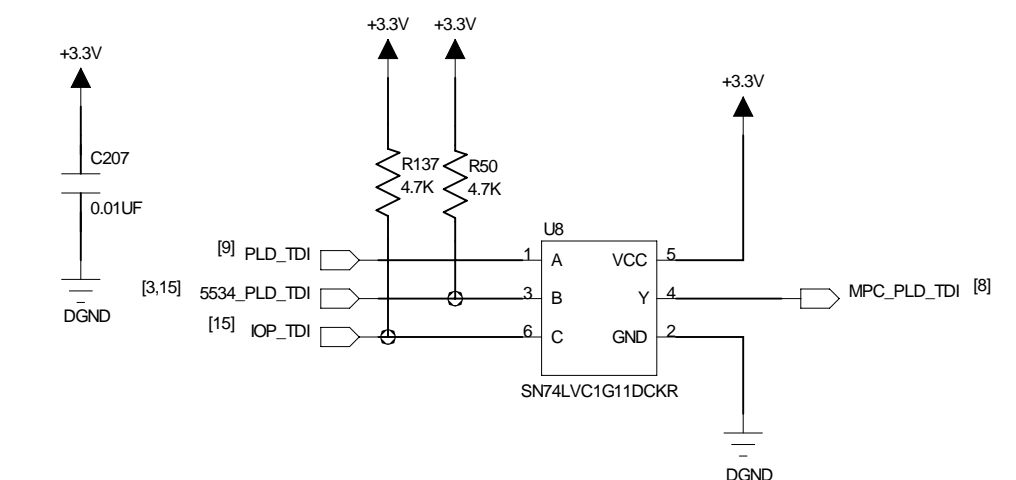 +3.3V +3.3V
+3.3V
+3.3V
C207
0.01UF
DGND
R137
4.7K
R50
4.7K
U8
[9] PLD_TDI 1 A VCC 5
[3,15] 5534_PLD_TDI 3 B Y 4 MPC_PLD_TDI [8]
[15] IOP_TDI 6 C GND 2
SN74LVC1G11DCKR
DGND